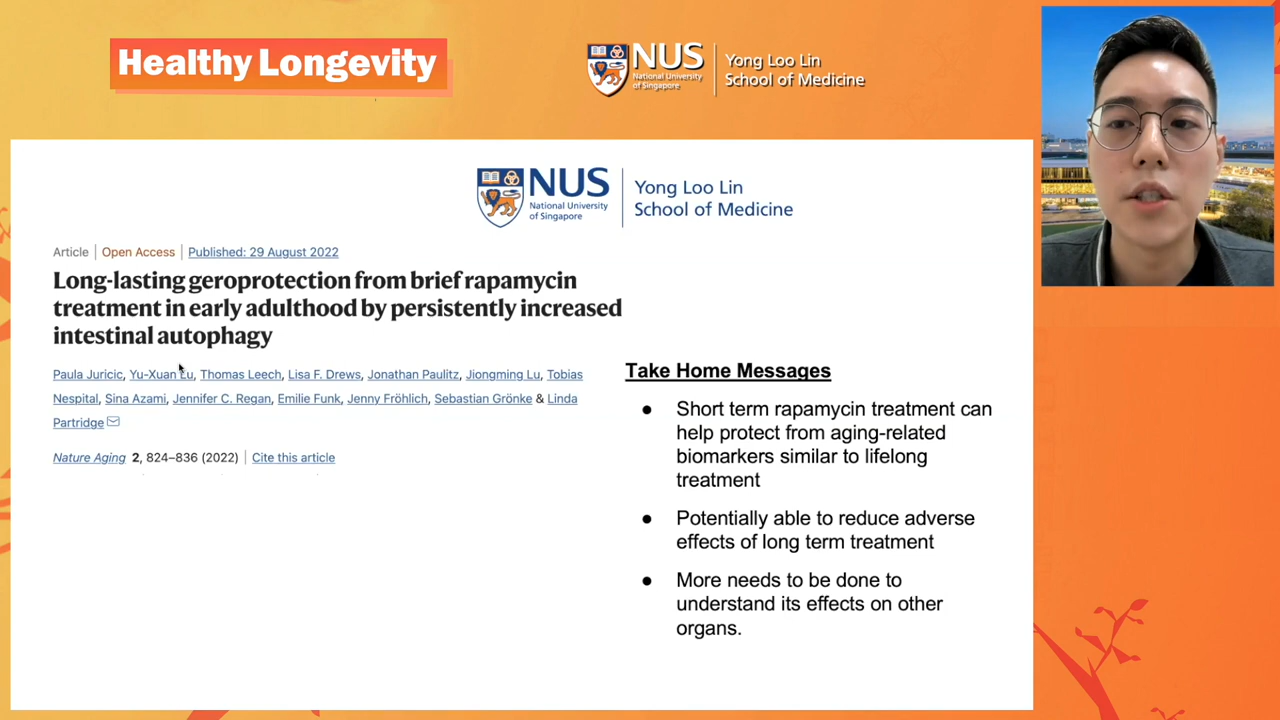 Healthy Longevity
NUS
National University
of Singapore
Yong Loo Lin
School of Medicine
NUS
National University
of Singapore
Yong Loo Lin
School of Medicine
Article | Open Access | Published: 29 August 2022
Long-lasting geroprotection from brief rapamycin
treatment in early adulthood by persistently increased
intestinal autophagy
Paula Juricic, Yu-Xuan Lu, Thomas Leech, Lisa F. Drews, Jonathan Paulitz, Jiongming Lu, Tobias
Nespital, Sina Azami, Jennifer C. Regan, Emilie Funk, Jenny Fröhlich, Sebastian Grönke & Linda
Partridge
Nature Aging 2, 824–836 (2022) | Cite this article
Take Home Messages
● Short term rapamycin treatment can
help protect from aging-related
biomarkers similar to lifelong
treatment
● Potentially able to reduce adverse
effects of long term treatment
● More needs to be done to
understand its effects on other
organs.